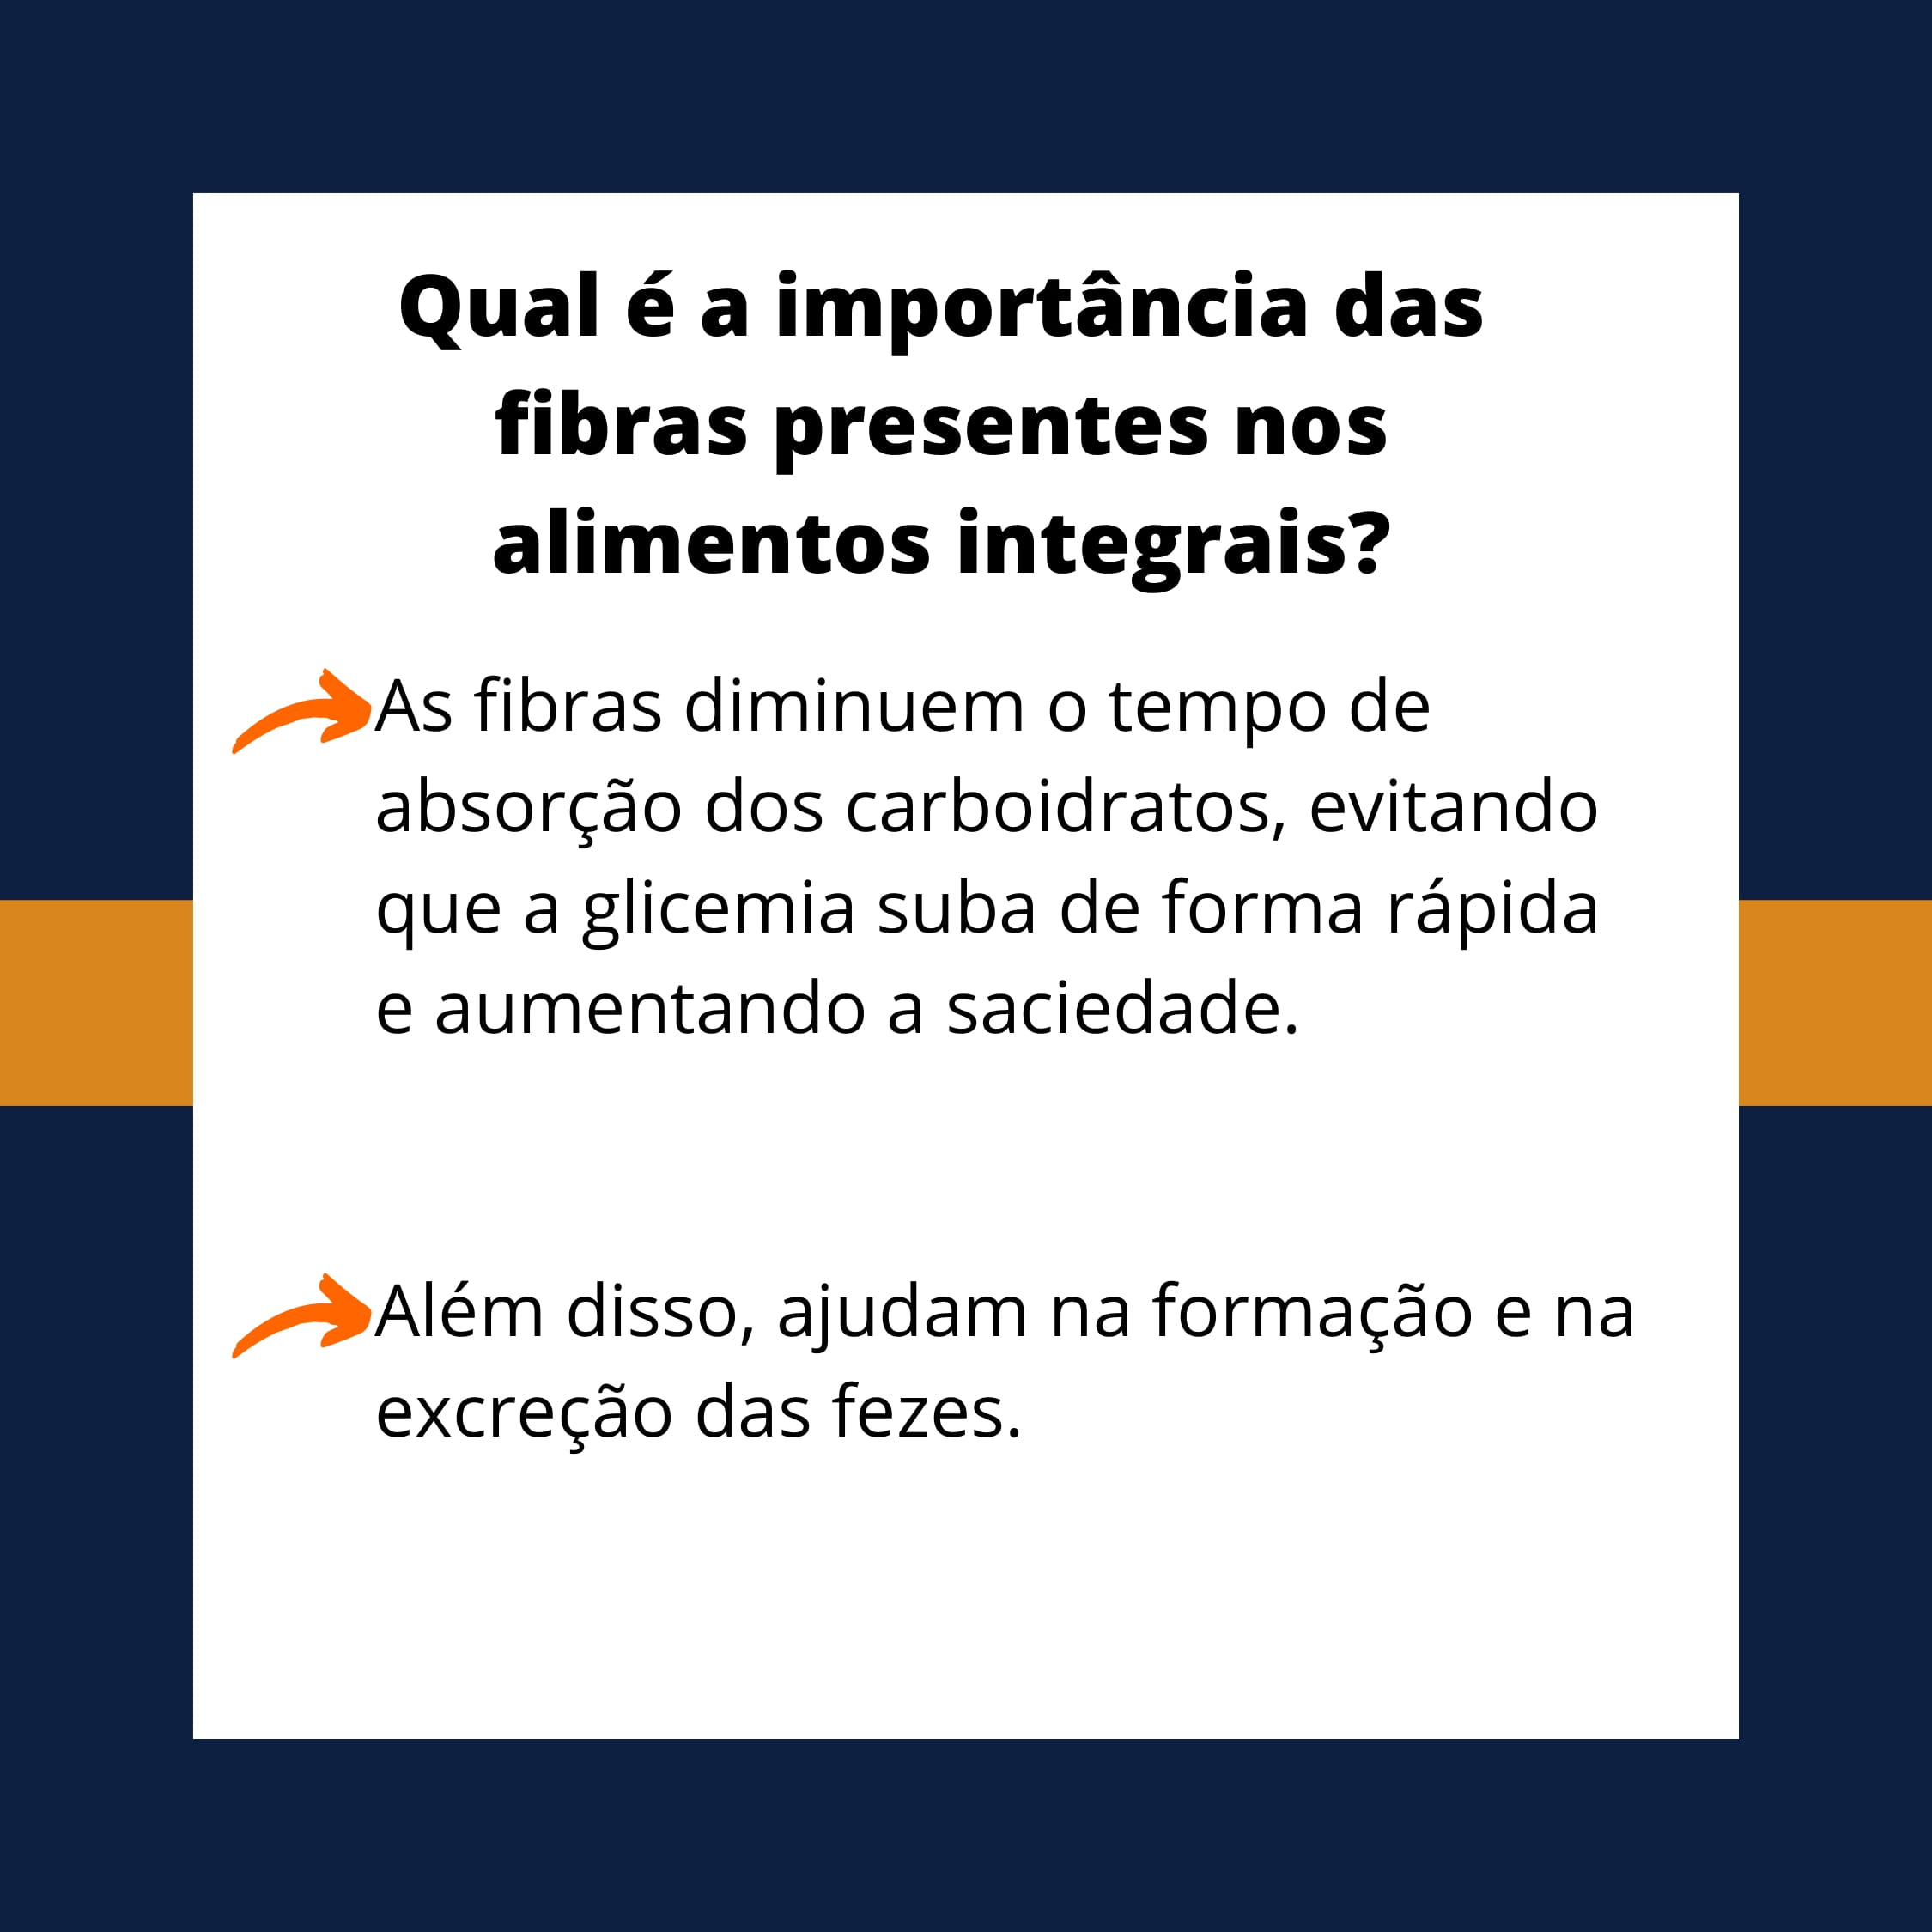 Qual é a importância das
fibras presentes nos
alimentos integrais?
As fibras diminuem o tempo de
absorção dos carboidratos, evitando
que a glicemia suba de forma rápida
e aumentando a saciedade.
Além disso, ajudam na formação e na
excreção das fezes.